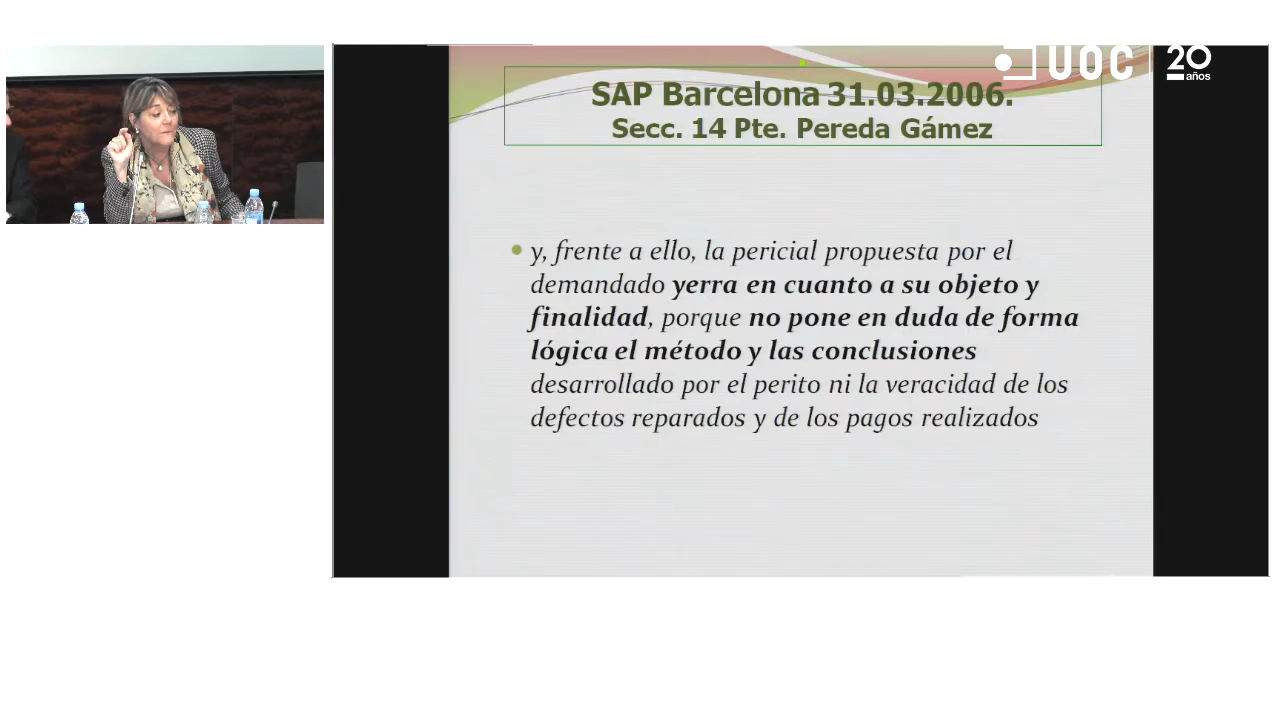 UOC
20
años
SAP Barcelona 31.03.2006.
Secc. 14 Pte. Pereda Gámez
y, frente a ello, la pericial propuesta por el
demandado yerra en cuanto a su objeto y
finalidad, porque no pone en duda de forma
lógica el método y las conclusiones
desarrollado por el perito ni la veracidad de los
defectos reparados y de los pagos realizados